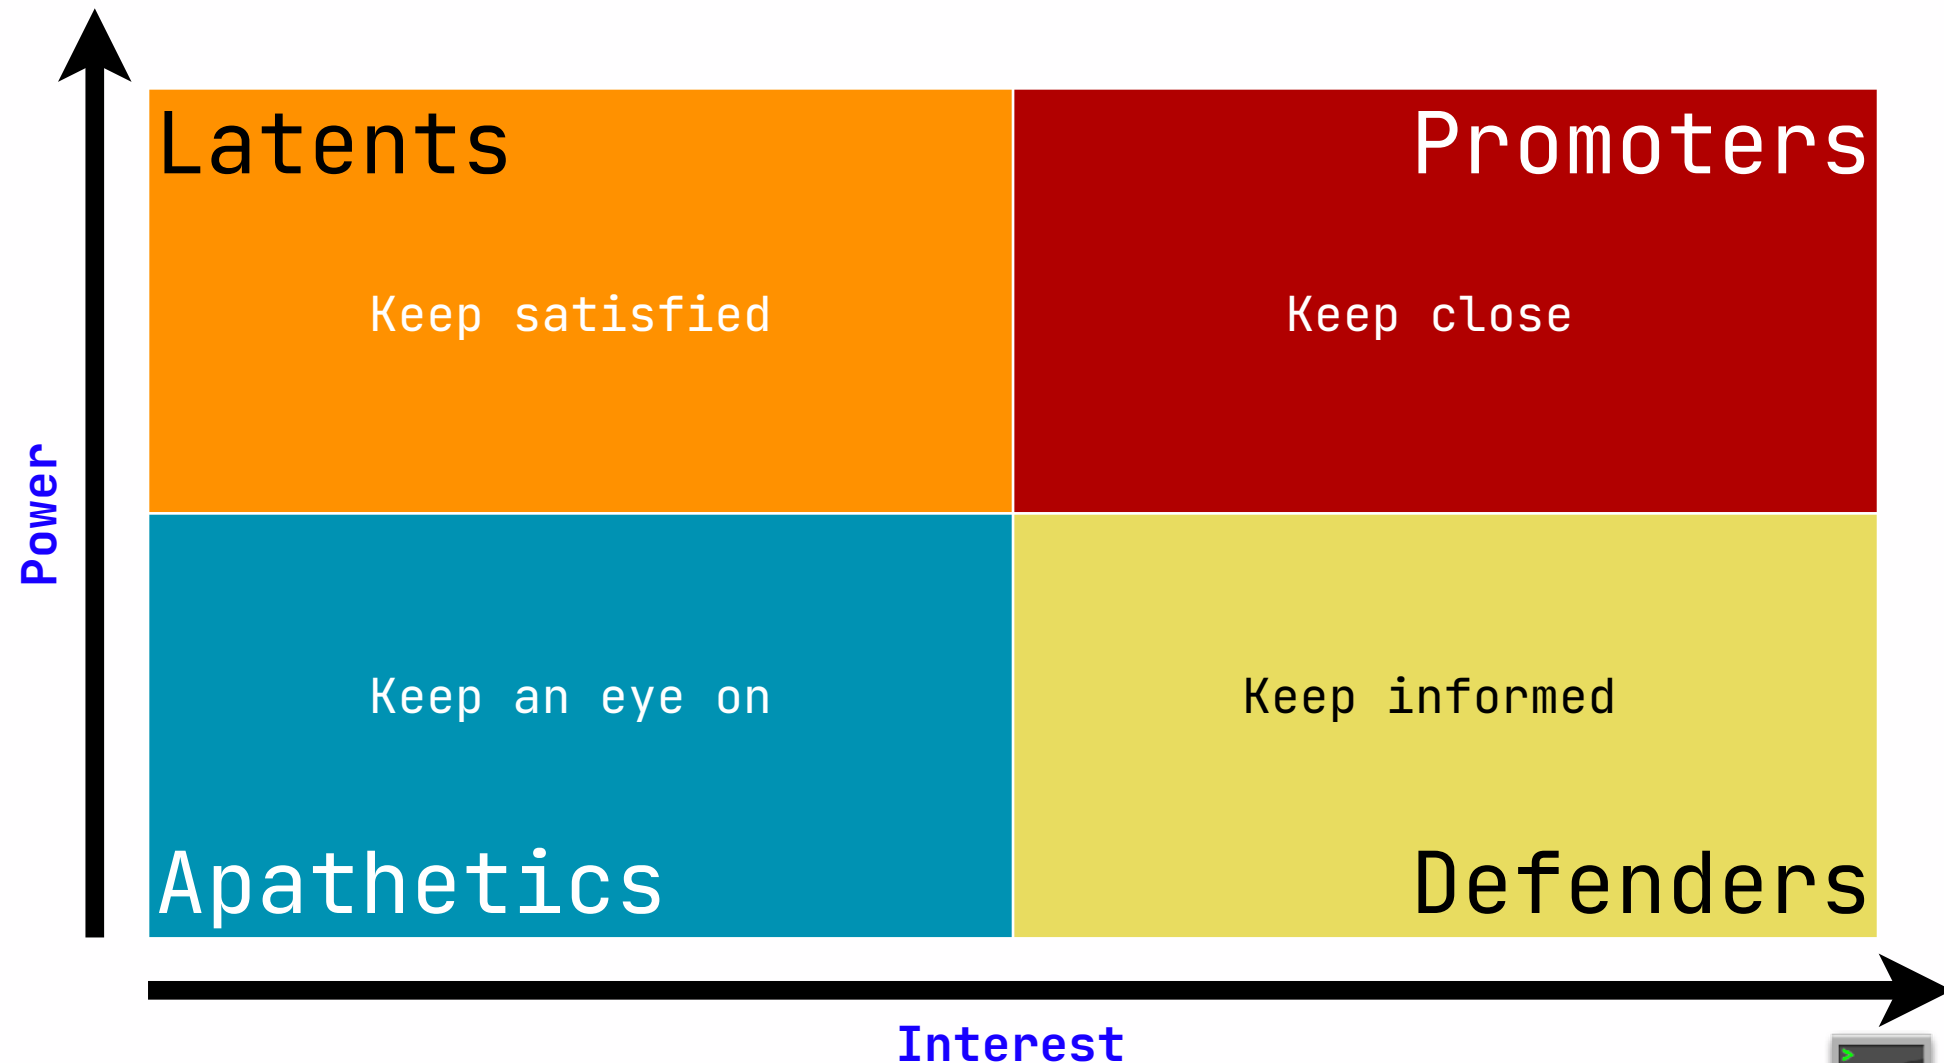 Latents
Promoters
Keep satisfied
Keep close
Power
Keep an eye on
Keep informed
Apathetics
Defenders
Interest